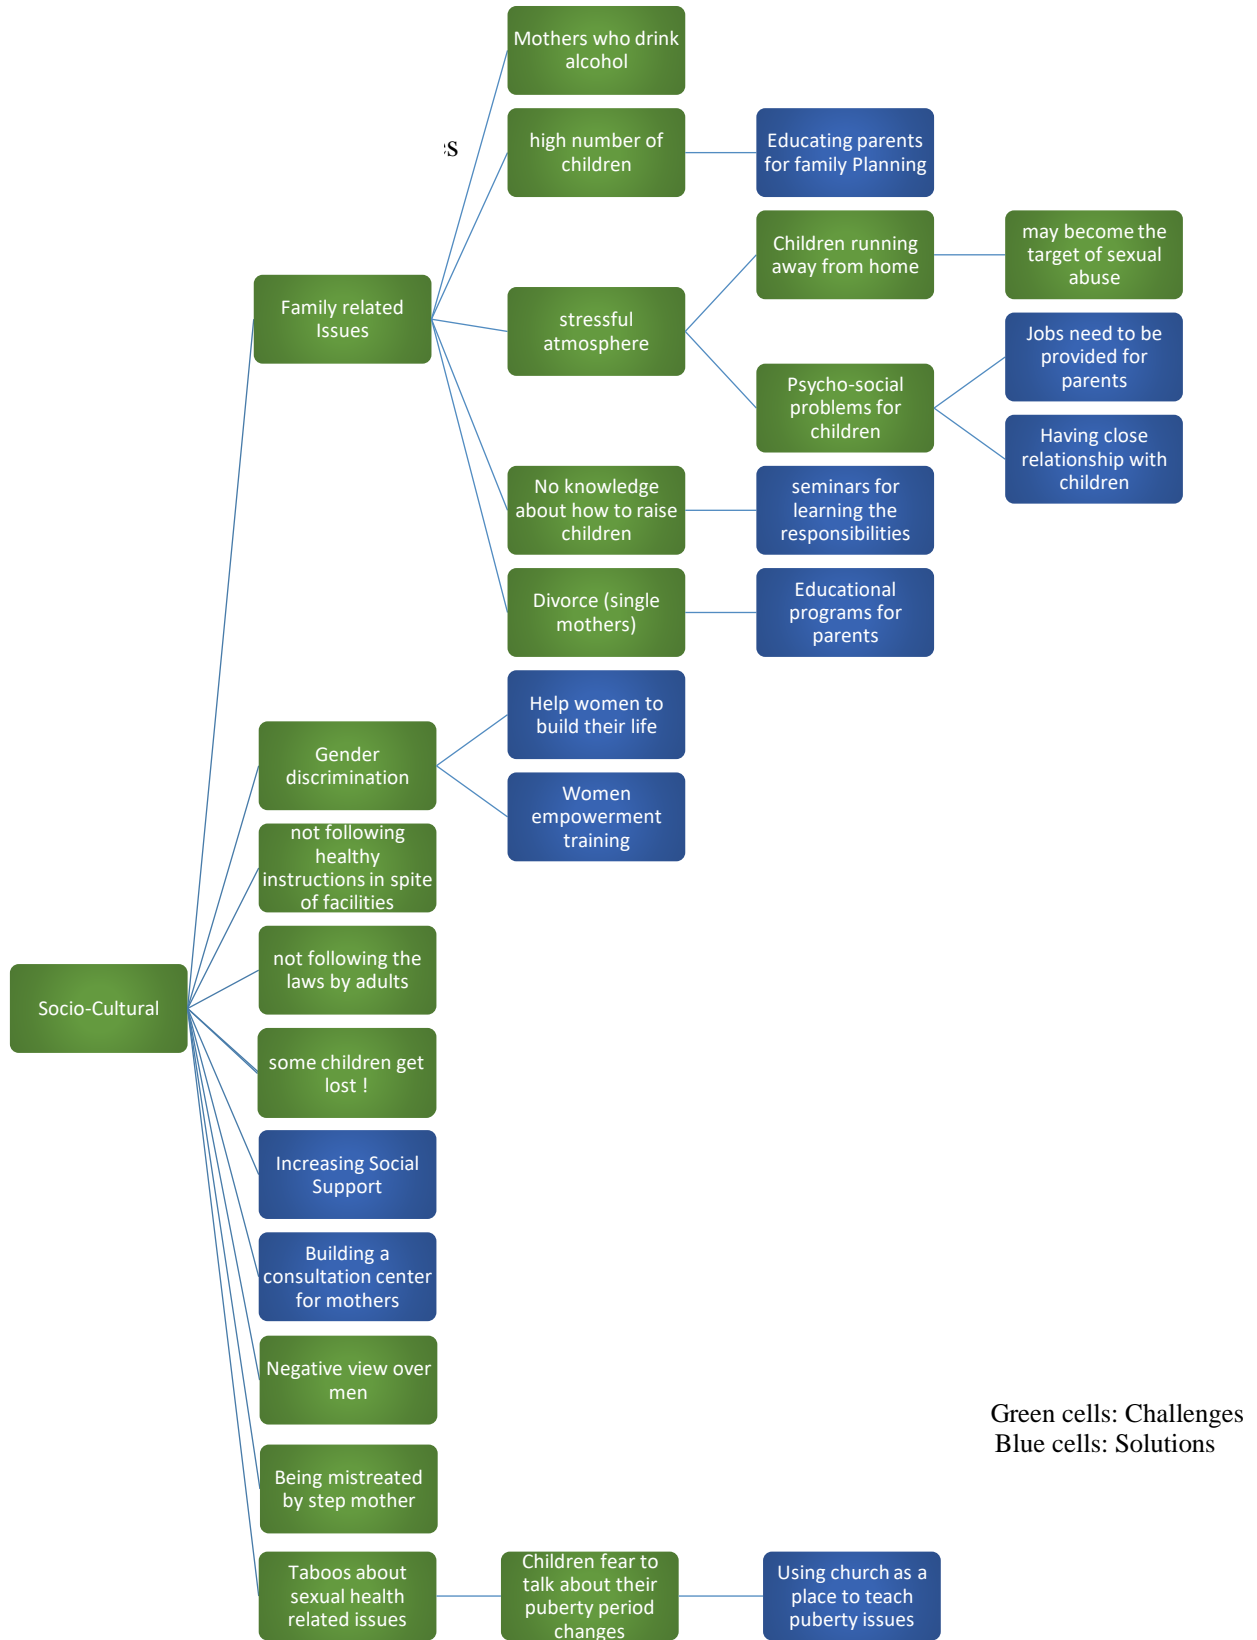 Mothers who drink
alcohol
high number of
children
Educating parents
for family Planning
Children running
away from home
may become the
target of sexual
abuse
Family related
Issues
stressful
atmosphere
Jobs need to be
provided for
parents
Psycho-social
problems for
children
Having close
relationship with
children
No knowledge
about how to raise
children
seminars for
learning the
responsibilities
Divorce (single
mothers)
Educational
programs for
parents
Help women to
build their life
Gender
discrimination
Women
empowerment
training
not following
healthy
instructions in spite
of facilities
not following the
laws by adults
Socio-Cultural
some children get
lost !
Increasing Social
Support
Building a
consultation center
for mothers
Negative view over
men
Green cells: Challenges
Blue cells: Solutions
Being mistreated
by step mother
Taboos about
sexual health
related issues
Children fear to
talk about their
puberty period
changes
Using church as a
place to teach
puberty issues